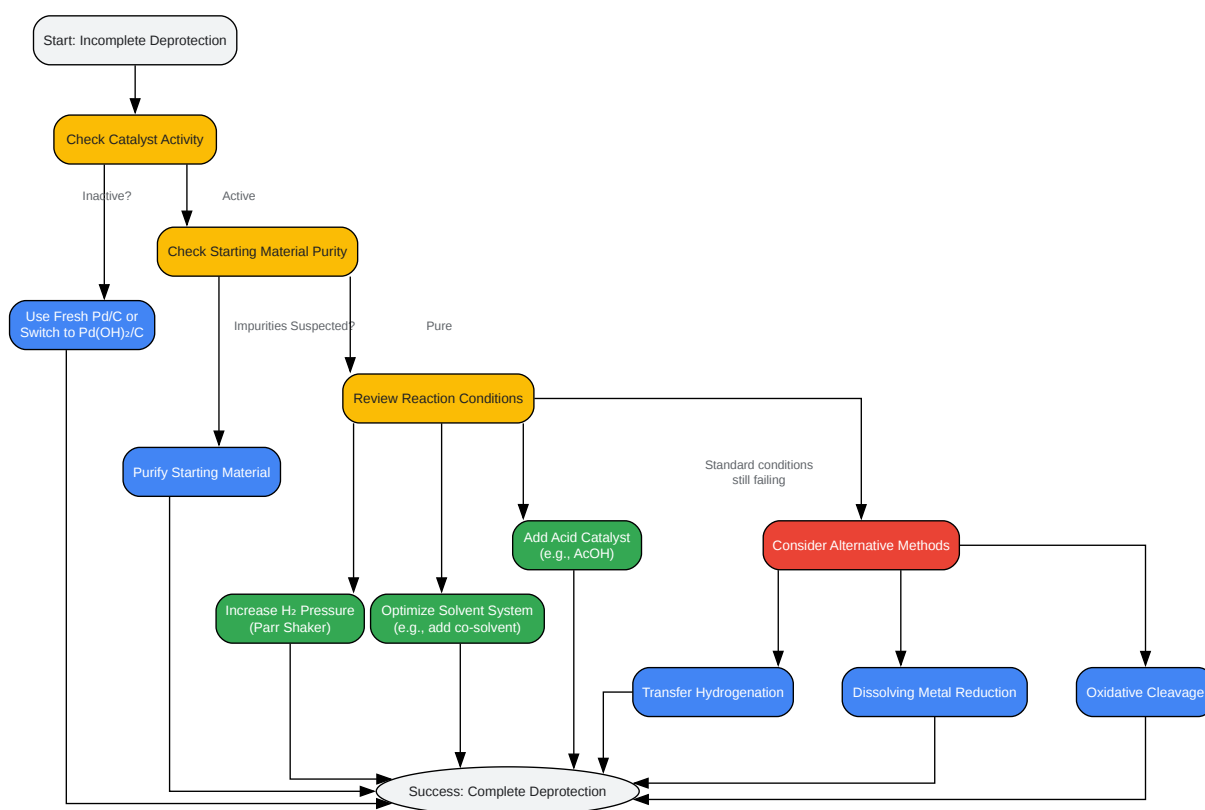 Start: Incomplete Deprotection
Check Catalyst Activity
Inactive?
Active
Check Starting Material Purity
Use Fresh Pd/C or
Switch to Pd(OH)₂/C
Impurities Suspected?
Pure
Review Reaction Conditions
Purify Starting Material
Standard conditions
still failing
Add Acid Catalyst
(e.g., AcOH)
Consider Alternative Methods
Increase H₂ Pressure
(Parr Shaker)
Optimize Solvent System
(e.g., add co-solvent)
Transfer Hydrogenation
Dissolving Metal Reduction
Oxidative Cleavage
Success: Complete Deprotection